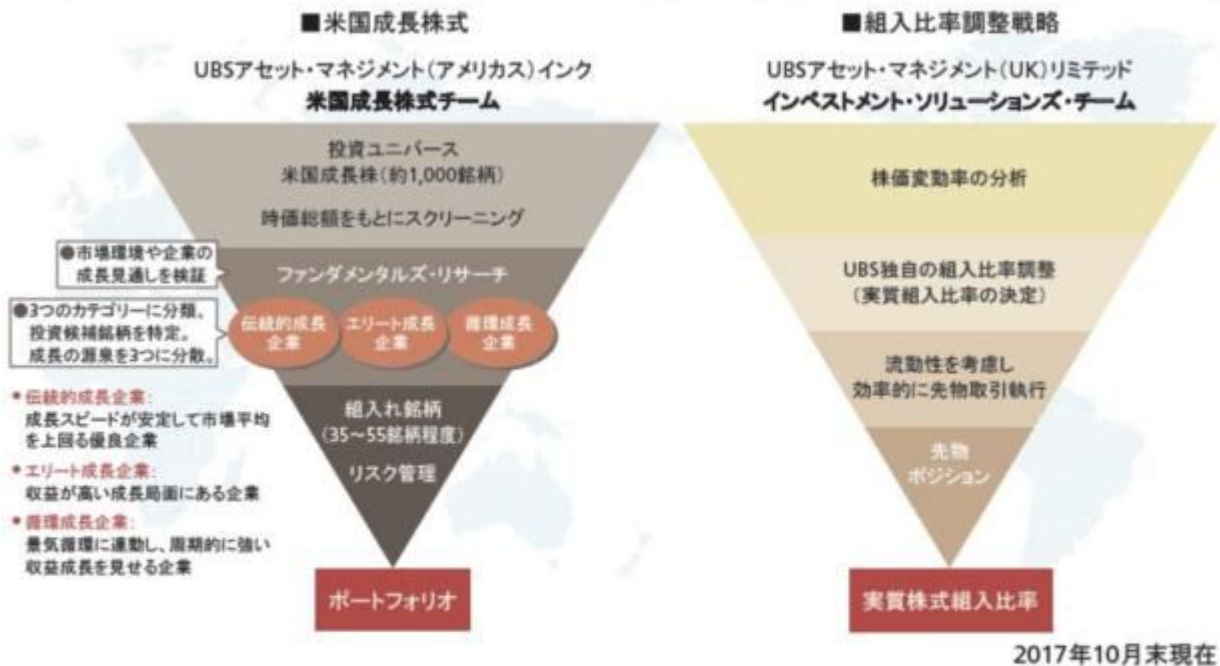 ■米国成長株式
UBSアセット・マネジメント(アメリカス)インク
米国成長株式チーム
投資ユニバース
米国成長株(約1,000銘柄)
時価総額をもとにスクリーニング
●市場環境や企業の
成長見通しを検証
ファンダメンタルズ・リサーチ
●3つのカテゴリーに分類、
投資候補銘柄を特定。
成長の源泉を3つに分散。
伝統的成長
企業
エリート成長
企業
循環成長
企業
•伝統的成長企業:
成長スピードが安定して市場平均
を上回る優良企業
•エリート成長企業:
収益が高い成長局面にある企業
•循環成長企業:
景気循環に連動し、周期的に強い
収益成長を見せる企業
組入れ銘柄
(35〜55銘柄程度)
リスク管理
ポートフォリオ
■組入比率調整戦略
UBSアセット・マネジメント(UK)リミテッド
インベストメント・ソリューションズ・チーム
株価変動率の分析
UBS独自の組入比率調整
(実質組入比率の決定)
流動性を考慮し
効率的に先物取引執行
先物
ポジション
実質株式組入比率
2017年10月末現在